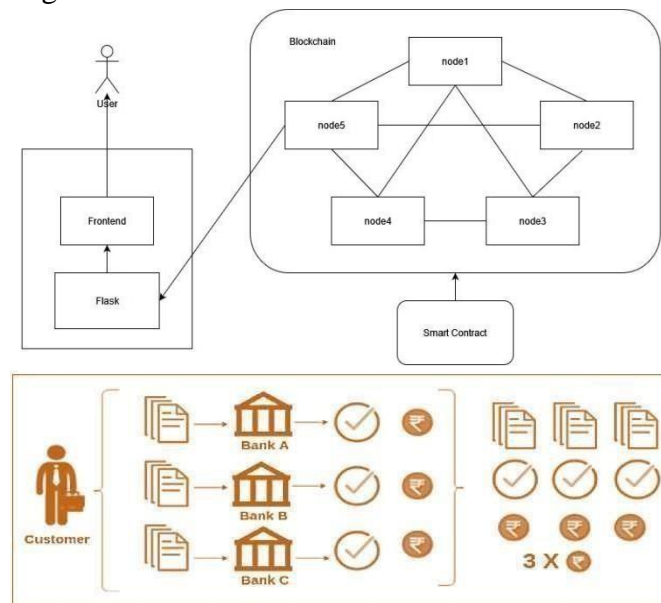 Blockchain
node1
User
node5
node2
Frontend
node4
node3
Flask
Smart Contract
Bank A
Bank B
Customer
3 X ₹
Bank C